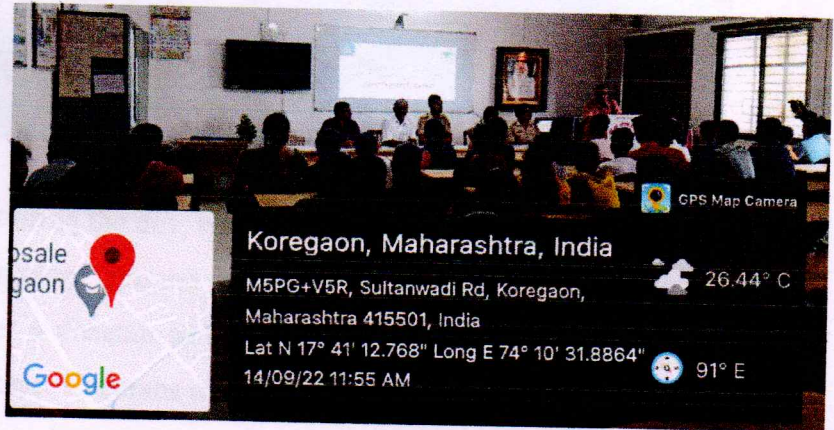 GPS Map Camera
Koregaon, Maharashtra, India
26.44° C
M5PG+V5R, Sultanwadi Rd, Koregaon,
Maharashtra 415501, India
Lat N 17° 41' 12.768" Long E 74° 10' 31.8864"
14/09/22 11:55 AM
91° E
osale
gaon
Google